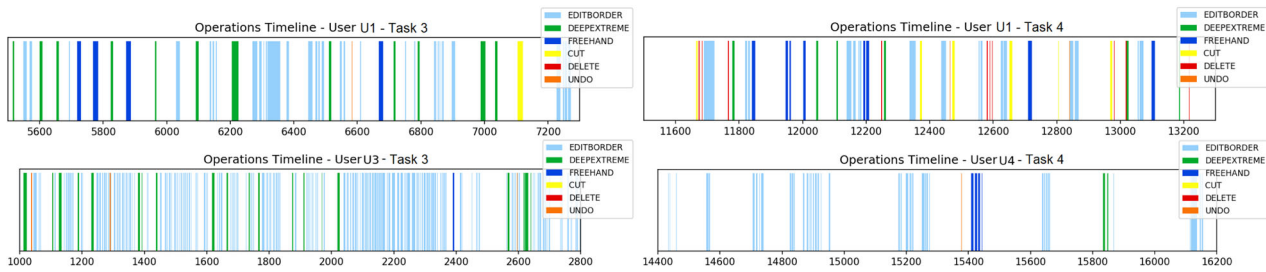 Operations Timeline - User U1 - Task 3
EDITBORDER
DEEPEXTREME
FREEHAND
CUT
DELETE
UNDO
5600 5800 6000 6200 6400 6600 6800 7000 7200
Operations Timeline - User U1 - Task 4
EDITBORDER
DEEPEXTREME
FREEHAND
CUT
DELETE
UNDO
11600 11800 12000 12200 12400 12600 12800 13000 13200
Operations Timeline - User U3 - Task 3
EDITBORDER
DEEPEXTREME
FREEHAND
CUT
DELETE
UNDO
1000 1200 1400 1600 1800 2000 2200 2400 2600 2800
Operations Timeline - User U4 - Task 4
EDITBORDER
DEEPEXTREME
FREEHAND
CUT
DELETE
UNDO
14400 14600 14800 15000 15200 15400 15600 15800 16000 16200